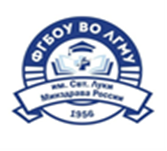 ФГБОУ ВО ЛГМУ
им. Свт. Луки
Минздрава России
1956